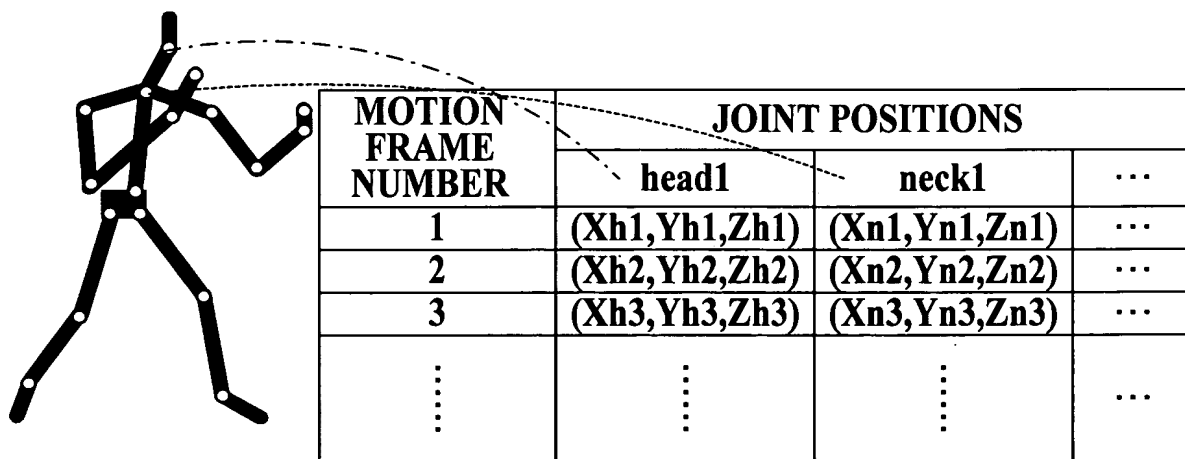 MOTION FRAME NUMBER JOINT POSITIONS
head1 neck1 ···
1 (Xh1,Yh1,Zh1) (Xn1,Yn1,Zn1) ···
2 (Xh2,Yh2,Zh2) (Xn2,Yn2,Zn2) ···
3 (Xh3,Yh3,Zh3) (Xn3,Yn3,Zn3) ···
⋮ ⋮ ⋮ ···